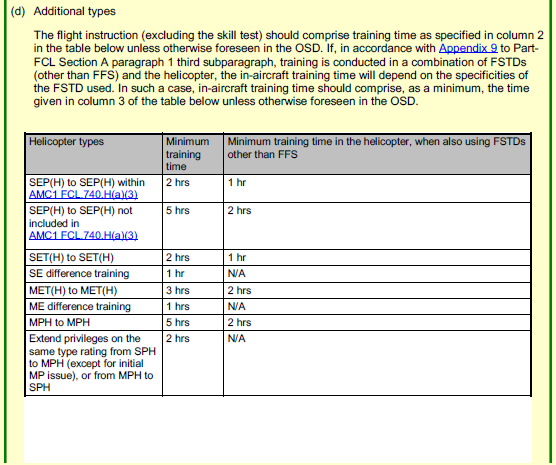 (d) Additional types
The flight instruction (excluding the skill test) should comprise training time as specified in column 2
in the table below unless otherwise foreseen in the OSD. If, in accordance with Appendix 9 to Part-
FCL Section A paragraph 1 third subparagraph, training is conducted in a combination of FSTDs
(other than FFS) and the helicopter, the in-aircraft training time will depend on the specificities of
the FSTD used. In such a case, in-aircraft training time should comprise, as a minimum, the time
given in column 3 of the table below unless otherwise foreseen in the OSD.
Helicopter types
Minimum
training
time
Minimum training time in the helicopter, when also using FSTDs
other than FFS
SEP(H) to SEP(H) within
AMC1 FCL.740.H(a)(3)
2 hrs
1 hr
SEP(H) to SEP(H) not
included in
AMC1 FCL.740.H(a)(3)
5 hrs
2 hrs
SET(H) to SET(H)
2 hrs
1 hr
SE difference training
1 hr
N/A
MET(H) to MET(H)
3 hrs
2 hrs
ME difference training
1 hrs
N/A
MPH to MPH
5 hrs
2 hrs
Extend privileges on the
same type rating from SPH
to MPH (except for initial
MP issue), or from MPH to
SPH
2 hrs
N/A